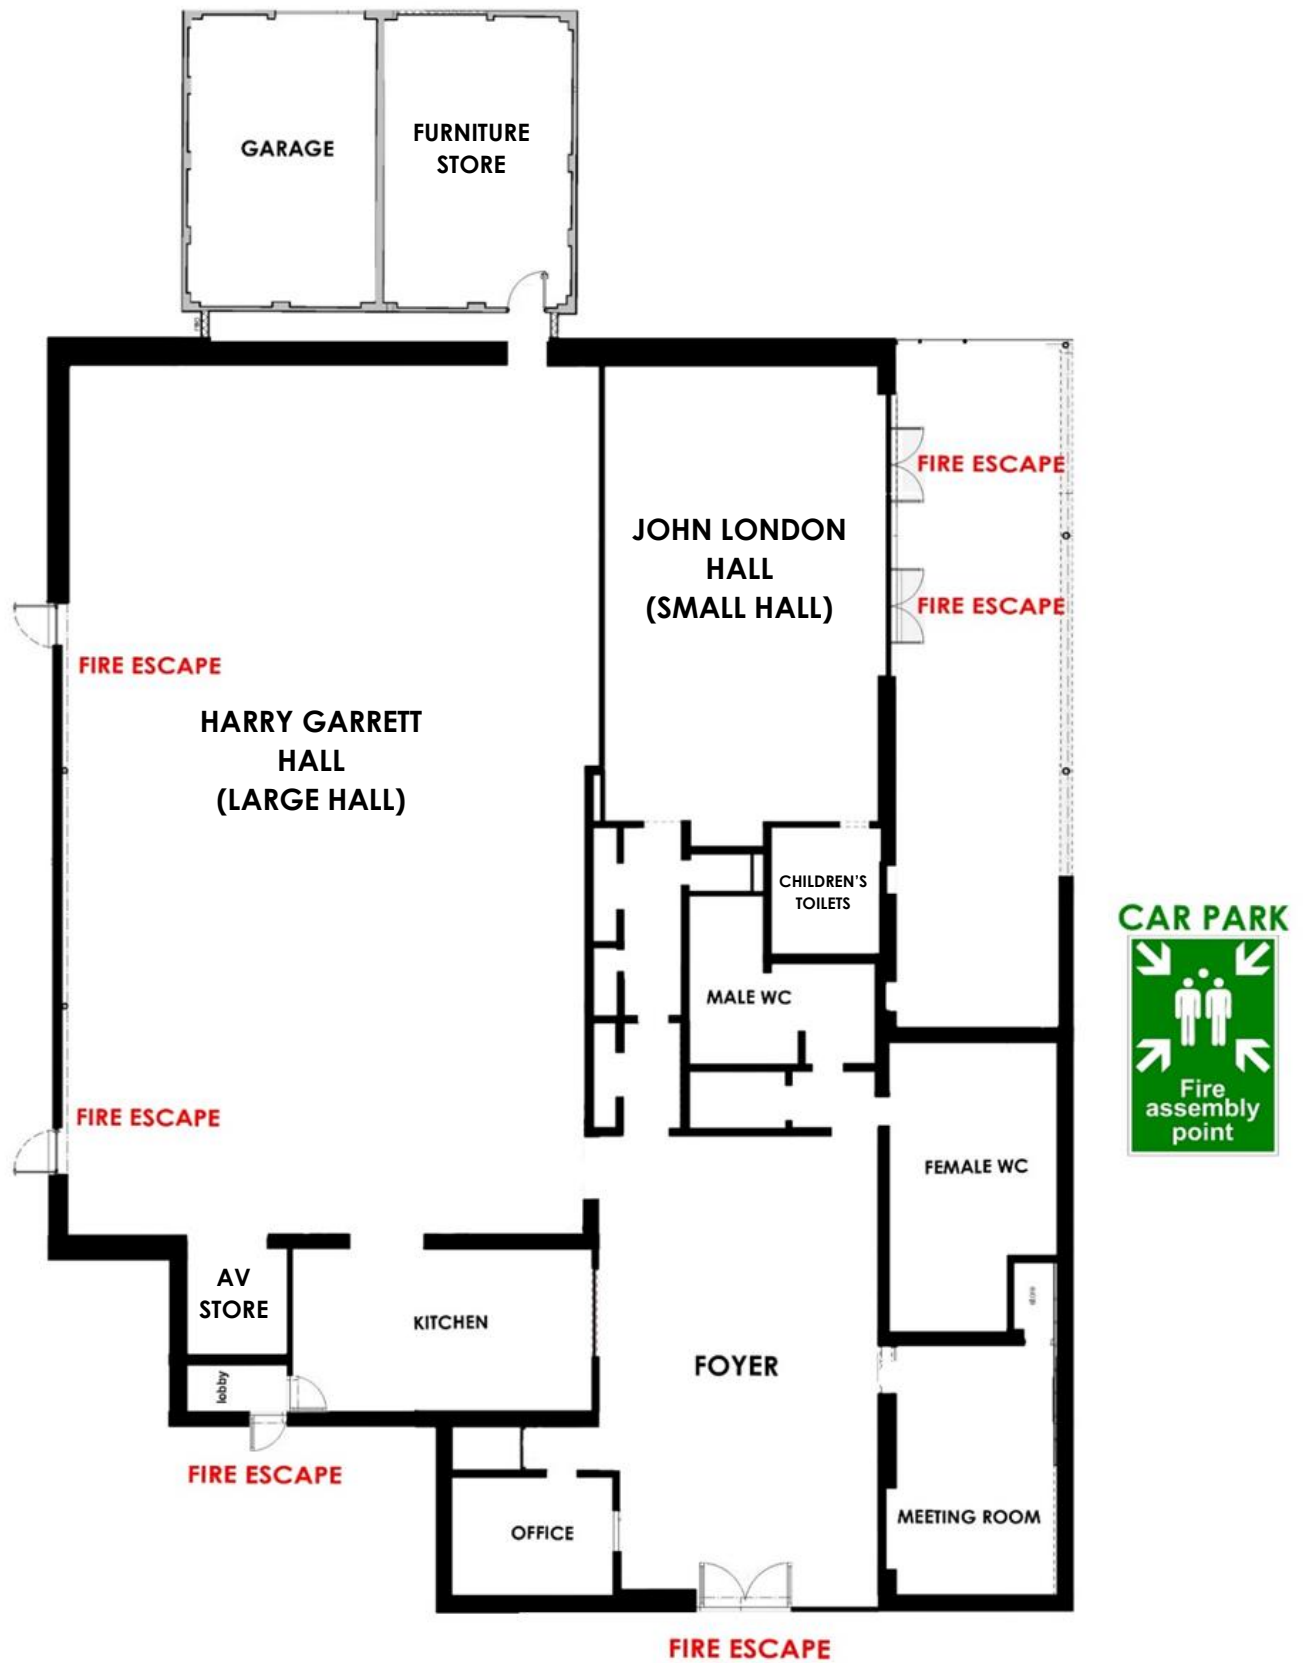 GARAGE
FURNITURE
STORE
FIRE ESCAPE
JOHN LONDON
HALL
(SMALL HALL)
FIRE ESCAPE
FIRE ESCAPE
HARRY GARRETT
HALL
(LARGE HALL)
CHILDREN'S
TOILETS
CAR PARK
MALE WC
Fire
assembly
point
FIRE ESCAPE
FEMALE WC
AV
STORE
store
KITCHEN
FOYER
lobby
FIRE ESCAPE
MEETING ROOM
OFFICE
FIRE ESCAPE